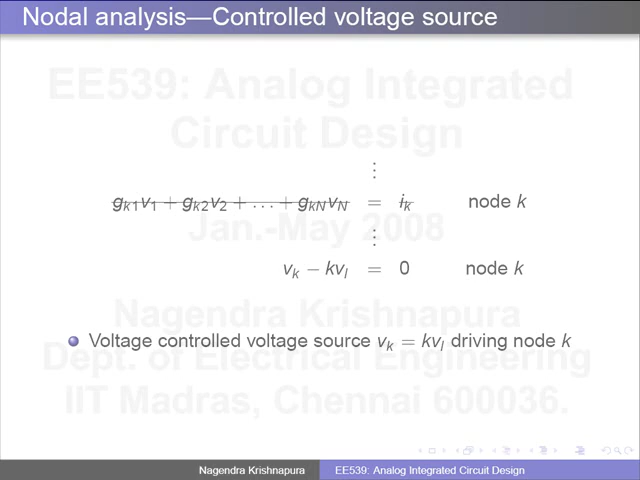 Nodal analysis—Controlled voltage source
EE539: Analog Integrated
Circuit Design
⋮
g_{k1}v_1 + g_{k2}v_2 + … + g_{kN}v_N = i_k node k
Jan.-May 2008
⋮
v_k − kv_l = 0 node k
Nagendra Krishnapura
Voltage controlled voltage source v_k = kv_l driving node k
Dept. of Electrical Engineering
IIT Madras, Chennai 600036.
Nagendra Krishnapura EE539: Analog Integrated Circuit Design